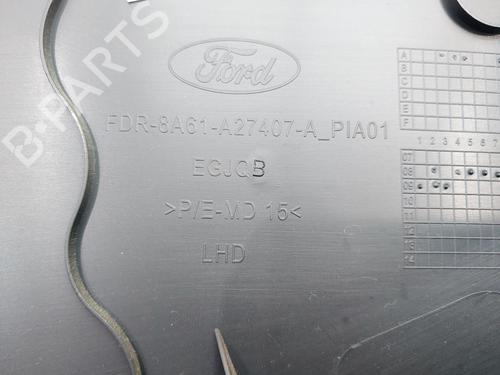 Ford
FDR-8A61-A27407-A_PIA01
EGJQB
>P/E-MD 15<
LHD
A
B
E
F
1 2 3 4 5 6 7
07
08
09
10
11
12
13
14
B-PARTS